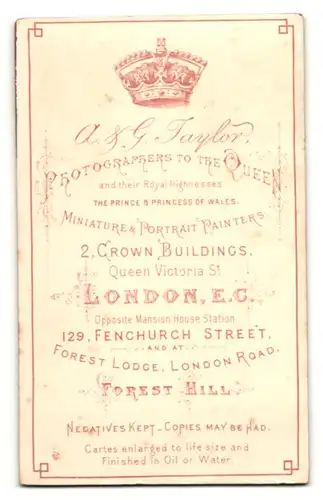 A. & G. Taylor.
PHOTOGRAPHERS TO THE QUEEN
and their Royal Highnesses
THE PRINCE & PRINCESS OF WALES.
MINIATURE & PORTRAIT PAINTERS
2, CROWN BUILDINGS.
Queen Victoria St
LONDON, E.C.
Opposite Mansion House Station
129, FENCHURCH STREET,
AND AT
FOREST LODGE, LONDON ROAD,
FOREST HILL
NEGATIVES KEPT_COPIES MAY BE HAD.
Cartes enlarged to life size and
Finished in Oil or Water.